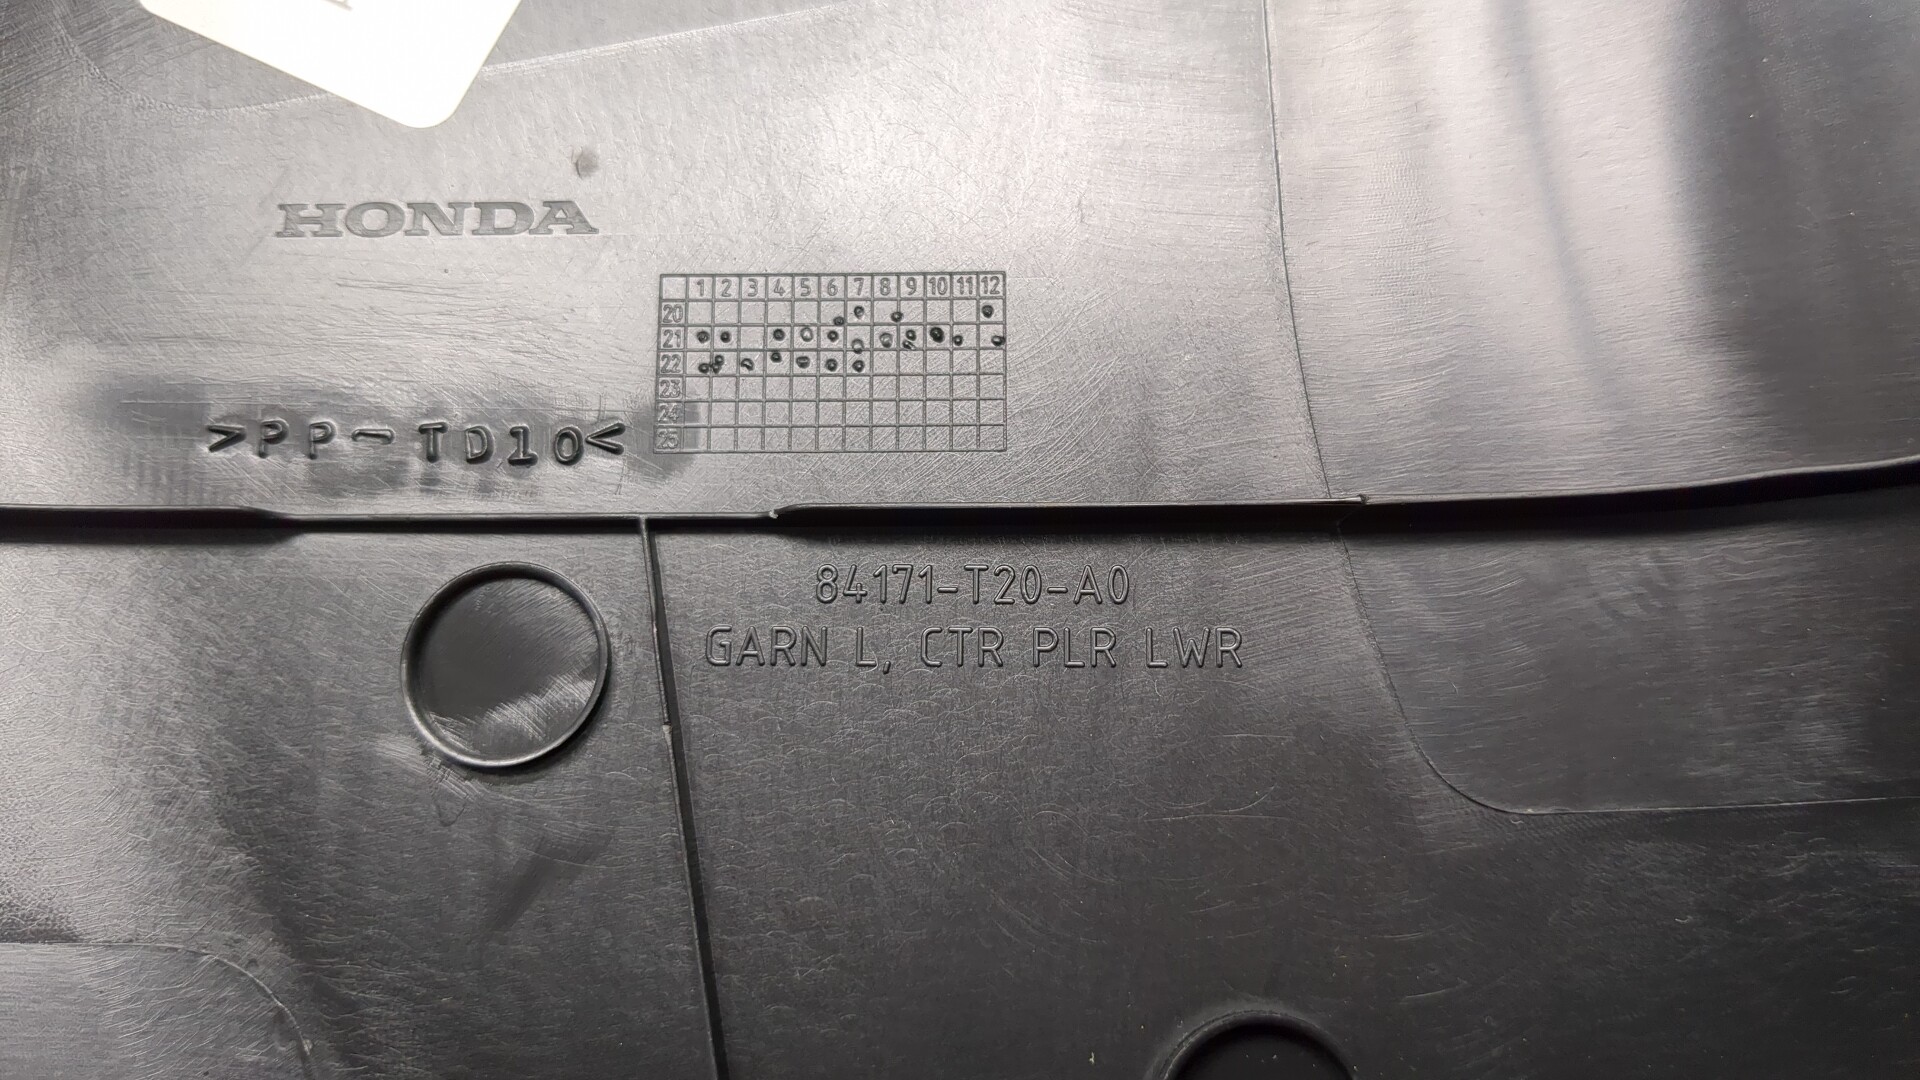 HONDA
1 2 3 4 5 6 7 8 9 10 11 12
20
21
22
23
24
25
>PP-TD10<
84171-T20-A0
GARN L, CTR PLR LWR